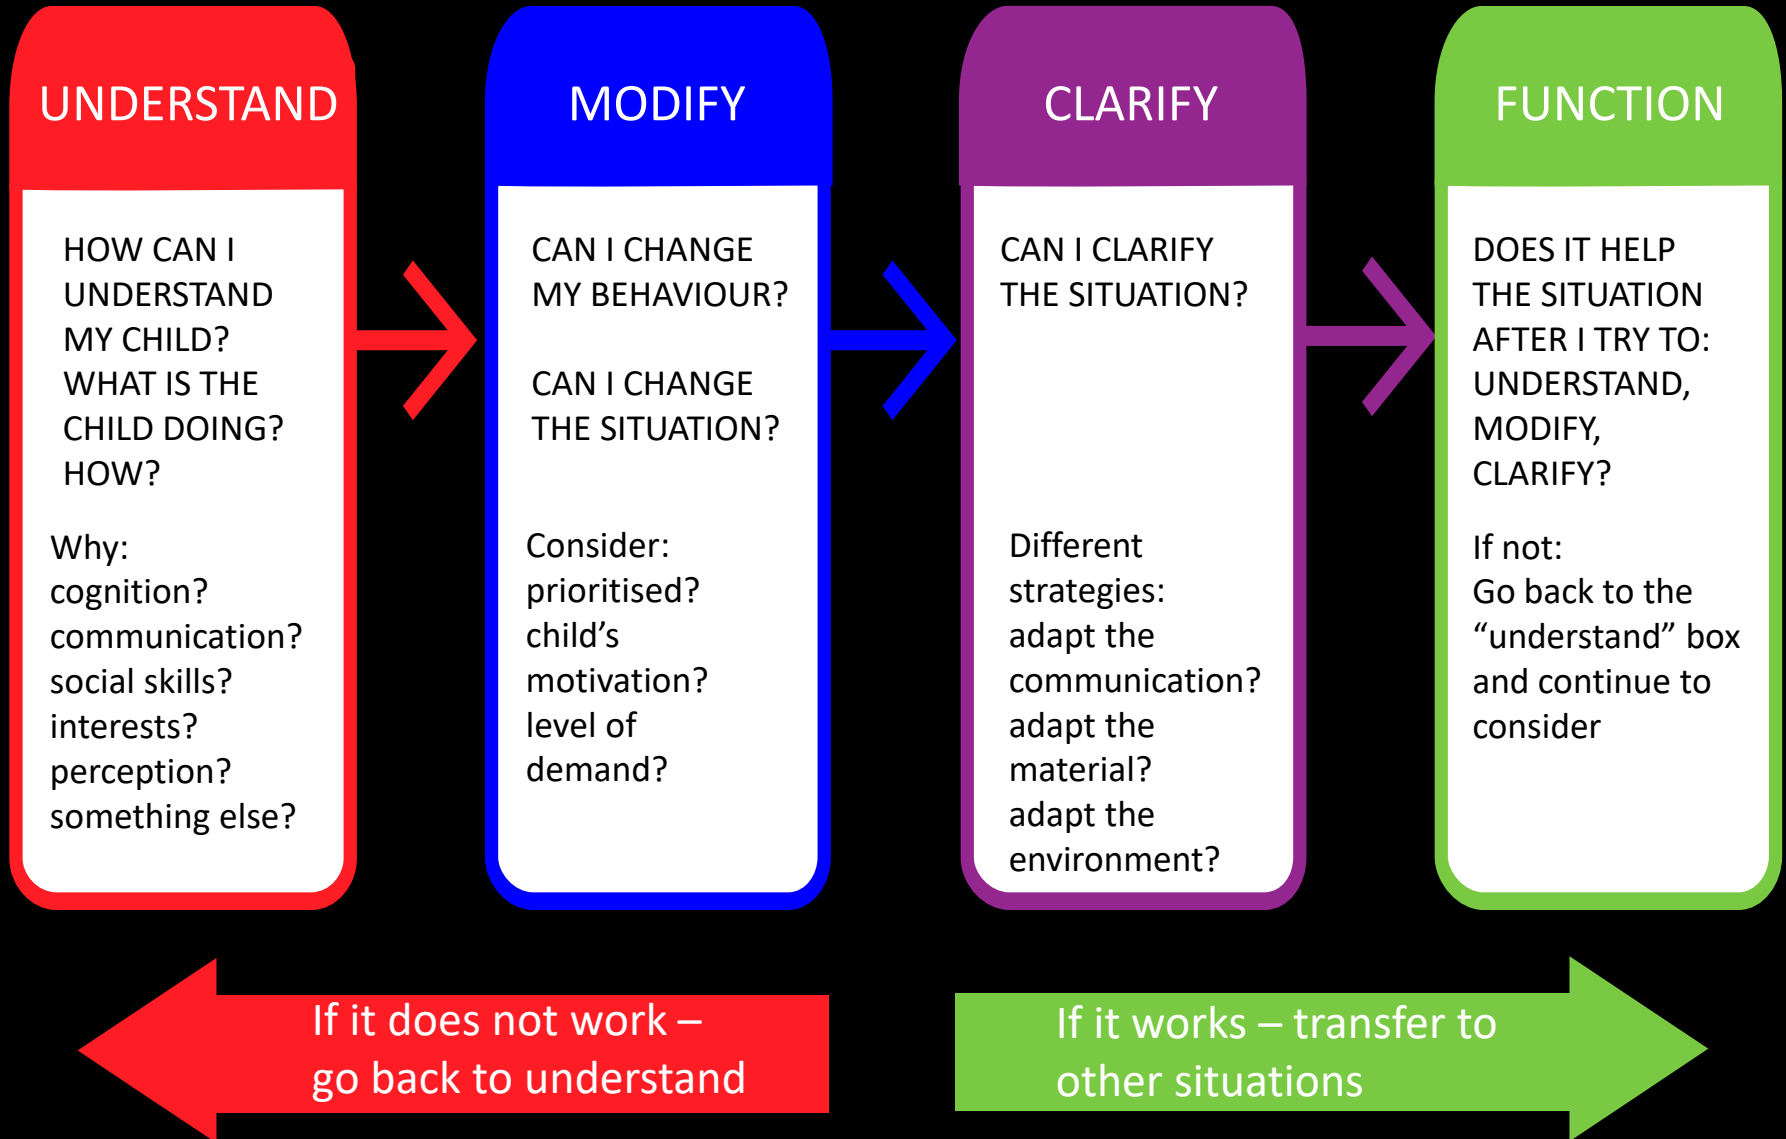 UNDERSTAND
HOW CAN I
UNDERSTAND
MY CHILD?
WHAT IS THE
CHILD DOING?
HOW?
Why:
cognition?
communication?
social skills?
interests?
perception?
something else?
MODIFY
CAN I CHANGE
MY BEHAVIOUR?
CAN I CHANGE
THE SITUATION?
Consider:
prioritised?
child’s
motivation?
level of
demand?
CLARIFY
CAN I CLARIFY
THE SITUATION?
Different
strategies:
adapt the
communication?
adapt the
material?
adapt the
environment?
FUNCTION
DOES IT HELP
THE SITUATION
AFTER I TRY TO:
UNDERSTAND,
MODIFY,
CLARIFY?
If not:
Go back to the
“understand” box
and continue to
consider
If it does not work –
go back to understand
If it works – transfer to
other situations